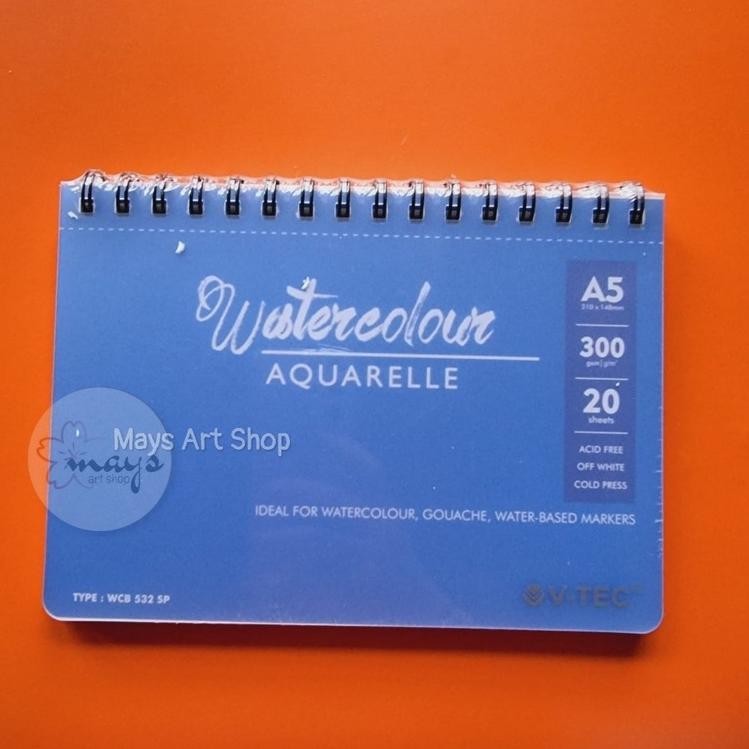 Watercolour
AQUARELLE
A5
210 x 148mm
300
gsm | g/m²
20
sheets
ACID FREE
OFF WHITE
COLD PRESS
Mays Art Shop
mays
art shop
IDEAL FOR WATERCOLOUR, GOUACHE, WATER-BASED MARKERS
TYPE : WCB 532 SP
V-TEC